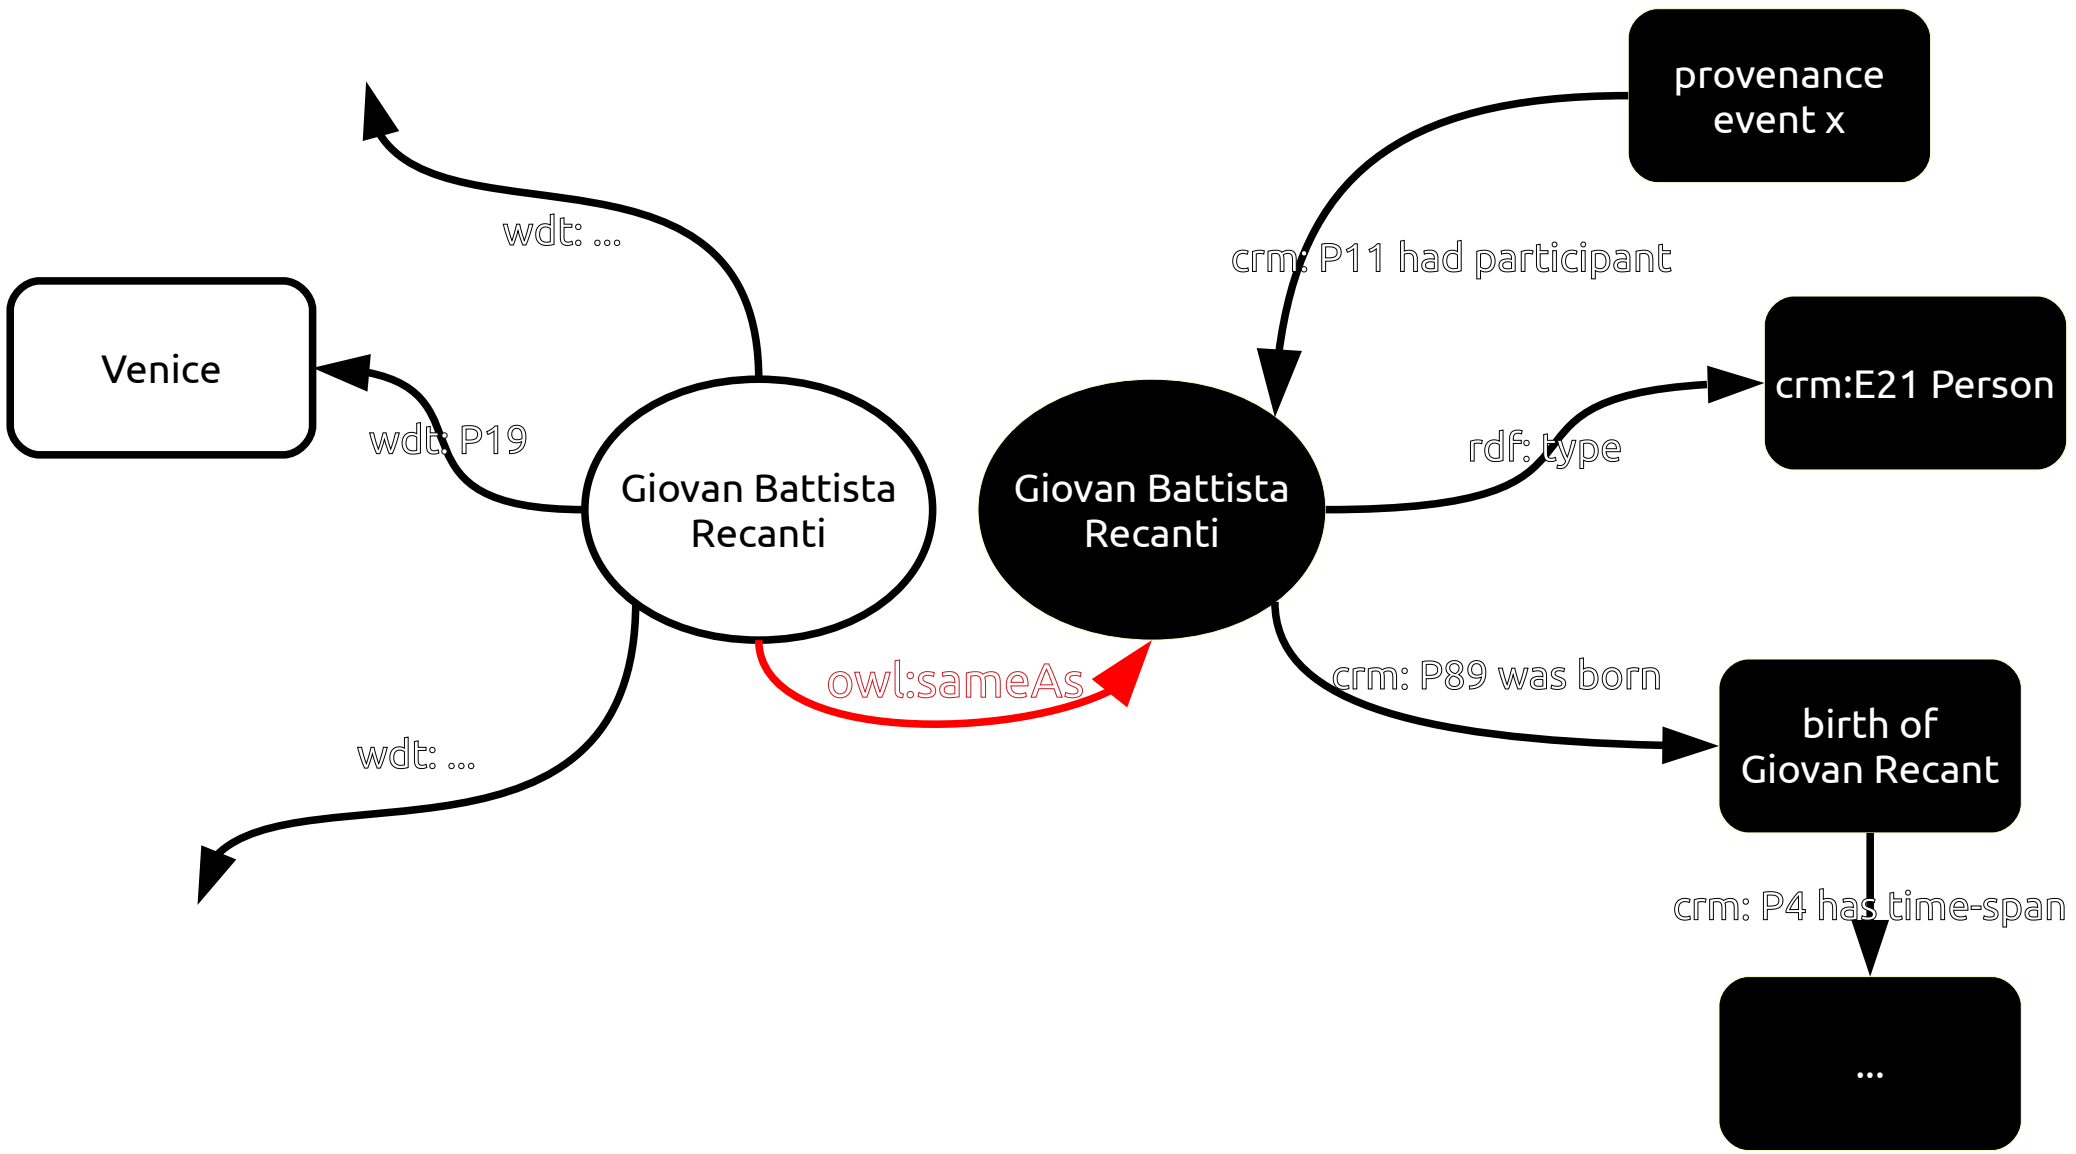 provenance
event x
wdt: ...
crm: P11 had participant
Venice
crm:E21 Person
wdt: P19
rdf: type
Giovan Battista
Recanti
Giovan Battista
Recanti
owl:sameAs
crm: P89 was born
birth of
Giovan Recant
wdt: ...
crm: P4 has time-span
...